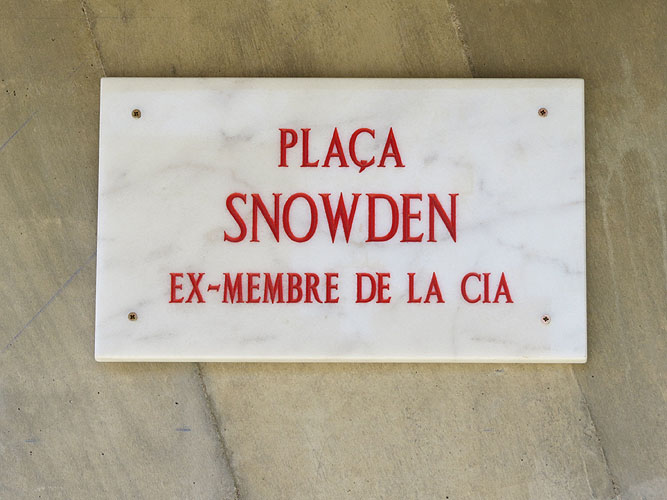 PLAÇA
SNOWDEN
EX-MEMBRE DE LA CIA